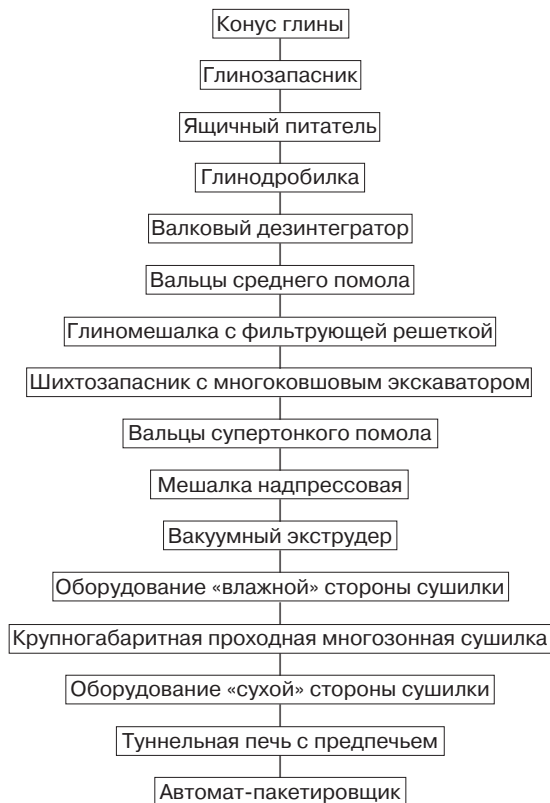 Конус глины
Глинозапасник
Ящичный питатель
Глинодробилка
Валковый дезинтегратор
Вальцы среднего помола
Глиномешалка с фильтрующей решеткой
Шихтозапасник с многоковшовым экскаватором
Вальцы супертонкого помола
Мешалка надпрессовая
Вакуумный экструдер
Оборудование «влажной» стороны сушилки
Крупногабаритная проходная многозонная сушилка
Оборудование «сухой» стороны сушилки
Туннельная печь с предпечьем
Автомат-пакетировщик